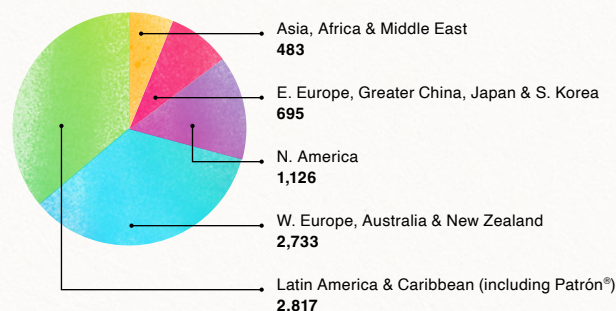 Asia, Africa & Middle East
483
E. Europe, Greater China, Japan & S. Korea
695
N. America
1,126
W. Europe, Australia & New Zealand
2,733
Latin America & Caribbean (including Patrón®)
2,817